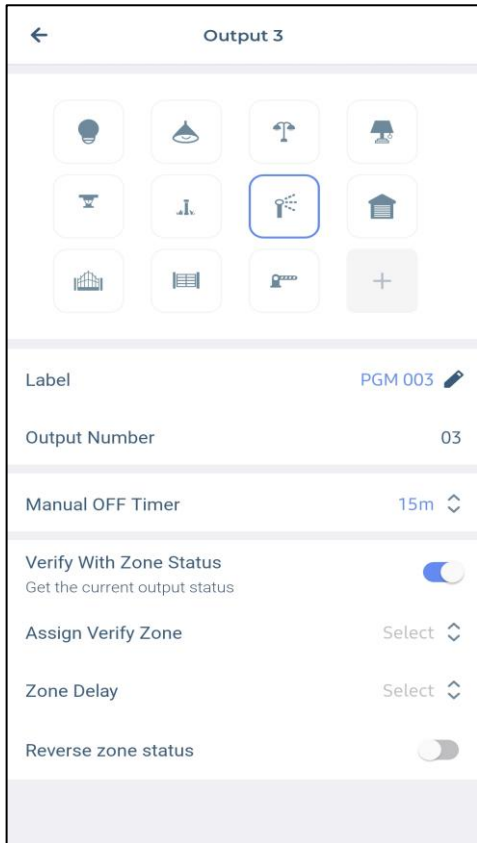 Output 3
Label PGM 003
Output Number 03
Manual OFF Timer 15m
Verify With Zone Status
Get the current output status
Assign Verify Zone Select
Zone Delay Select
Reverse zone status